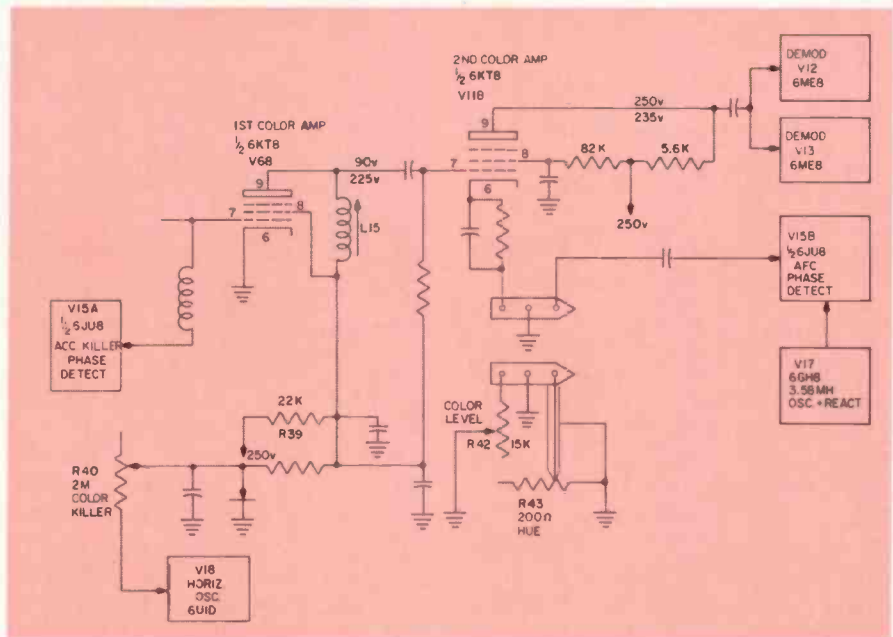 2ND COLOR AMP
½ 6KT8
V11B
1ST COLOR AMP
½ 6KT8
V6B
DEMOD
V12
6ME8
DEMOD
V13
6ME8
250v
235v
9
7
8
6
82K
5.6K
250v
9
7
8
6
90v
225v
L15
V15B
½6JU8
AFC
PHASE
DETECT
V15A
½ 6JU8
ACC KILLER
PHASE
DETECT
V17
6GH8
3.58MH
OSC +REACT
22K
R39
250v
R40
2M
COLOR
KILLER
COLOR
LEVEL
R42
15K
R43
200Ω
HUE
V18
HORIZ
OSC
6U10